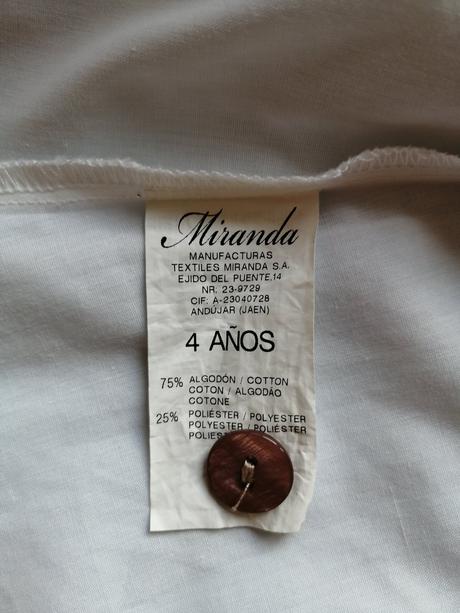 Miranda
MANUFACTURAS
TEXTILES MIRANDA S.A.
EJIDO DEL PUENTE,14
NR. 23-9729
CIF: A-23040728
ANDÚJAR (JAEN)
4 AÑOS
75% ALGODÓN / COTTON
COTON / ALGODÃO
COTONE
25% POLIÉSTER / POLYESTER
POLYESTER / POLIÉSTER